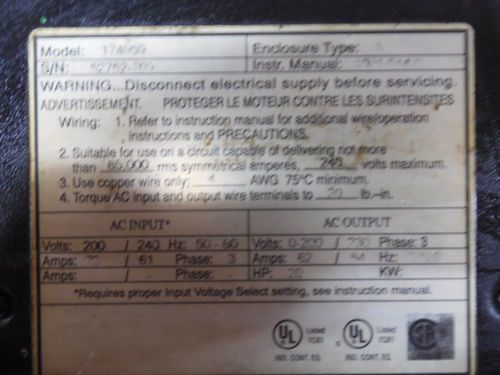 Model:
Enclosure Type:
S/N:
Instr. Manual:
WARNING...Disconnect electrical supply before servicing.
ADVERTISSEMENT. PROTEGER LE MOTEUR CONTRE LES SURINTENSITES
Wiring: 1. Refer to instruction manual for additional wire/operation
instructions and PRECAUTIONS.
2. Suitable for use on a circuit capable of delivering not more
than 65,000 rms symmetrical amperes, 240 volts maximum.
3. Use copper wire only; 4 AWG 75°C minimum.
4. Torque AC input and output wire terminals to 20 lb.-in.
AC INPUT* AC OUTPUT
Volts: 200 / 240 Hz: 50 - 60 Volts: 0-200 / 230 Phase: 3
Amps: / 61 Phase: 3 Amps: 62 / 54 Hz:
Amps: / - Phase: - HP: 20 KW:
*Requires proper Input Voltage Select setting, see instruction manual.
UL Listed 7C81 IND. CONT. EQ. c UL Listed 7C81 IND. CONT. EQ.